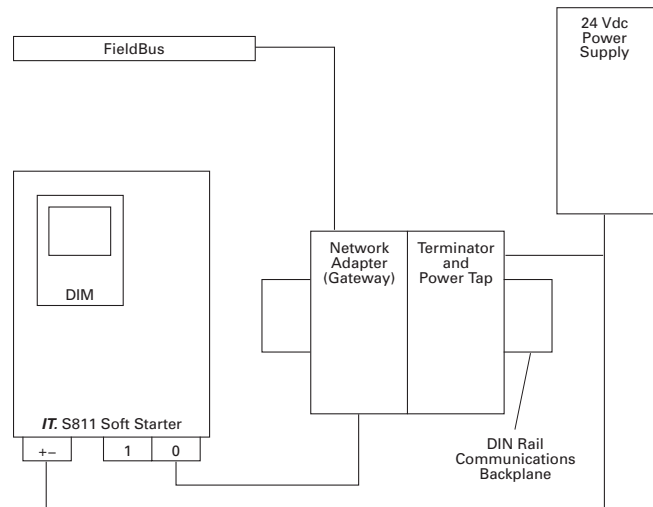 24 Vdc
Power
Supply
FieldBus
Network
Adapter
(Gateway)
Terminator
and
Power Tap
DIM
IT. S811 Soft Starter
+−
1
0
DIN Rail
Communications
Backplane